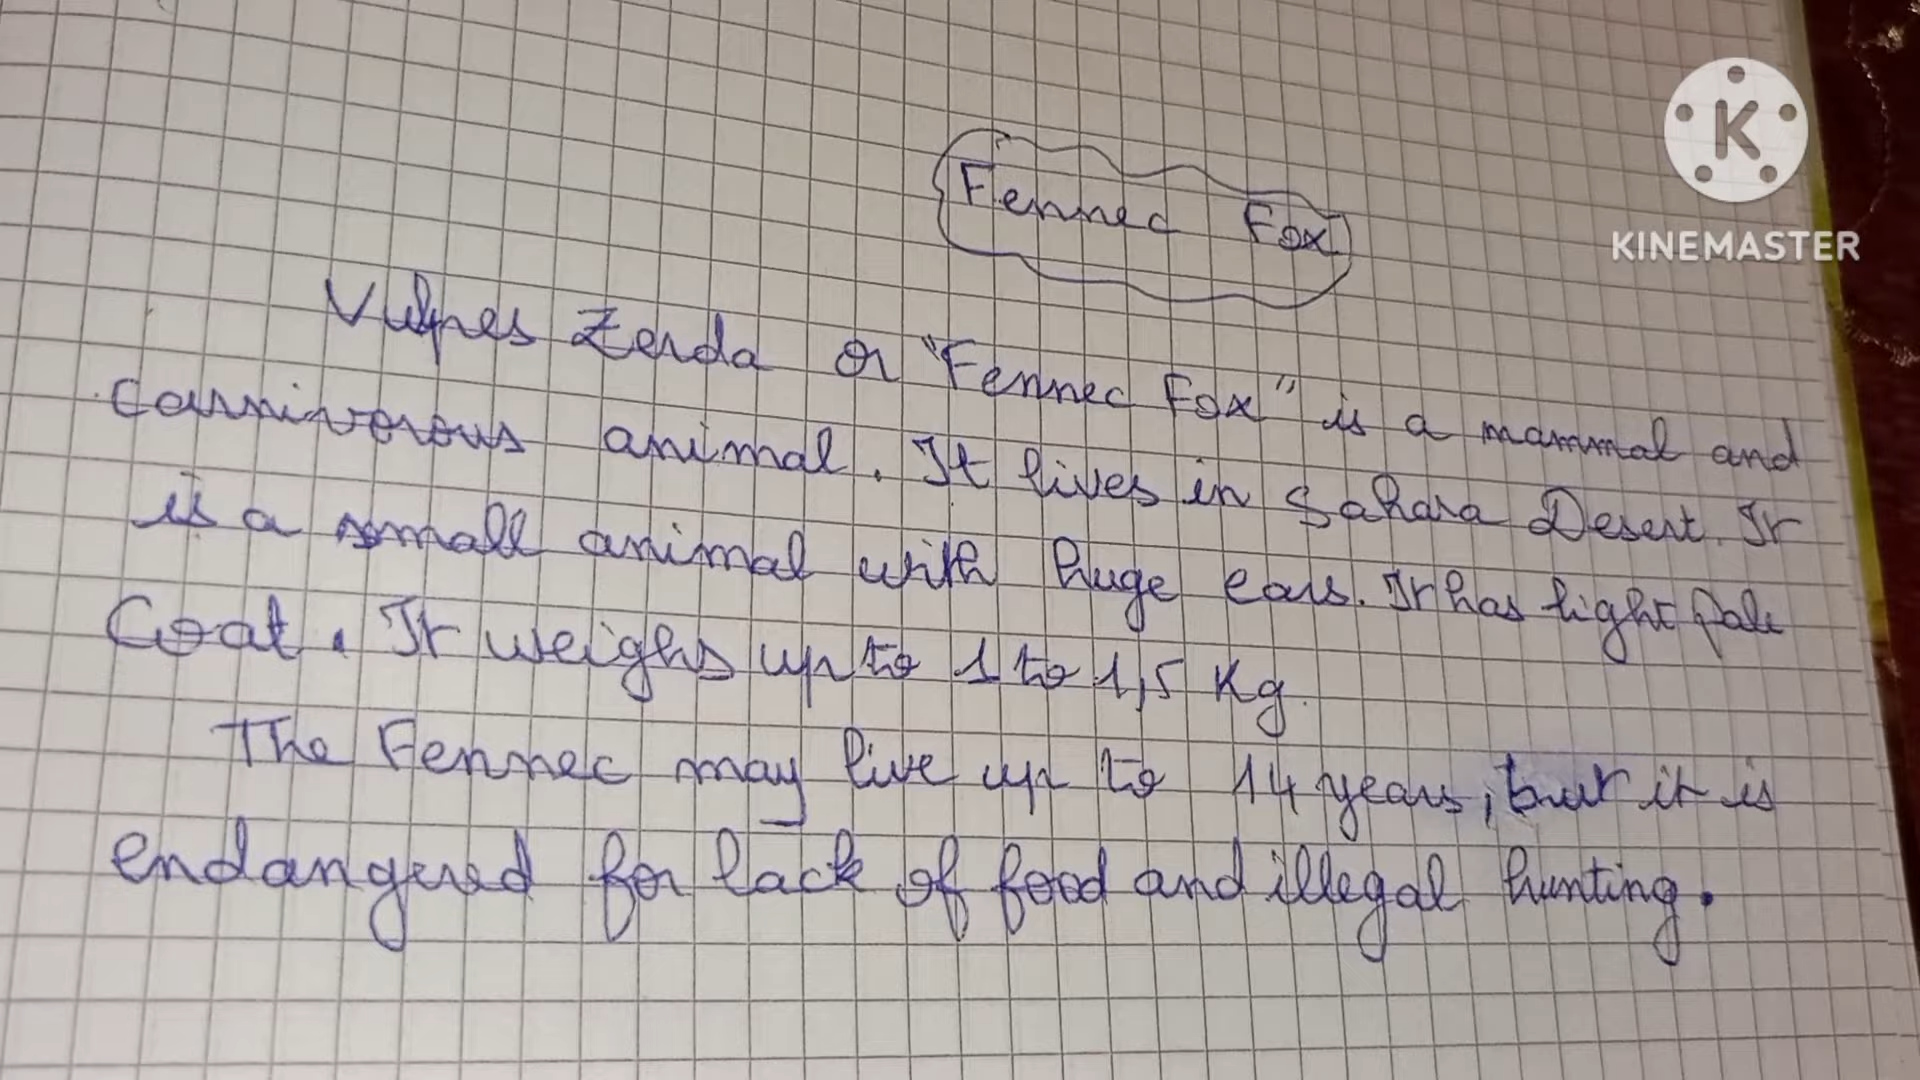 Fennec Fox
Vulpes Zerda or "Fennec Fox" is a mammal and
carnivorous animal. It lives in Sahara Desert. It
is a small animal with huge ears. It has light pale
Coat. It weighs up to 1 to 1,5 Kg.
The Fennec may live up to 14 years, but it is
endangered for lack of food and illegal hunting.
K
KINEMASTER